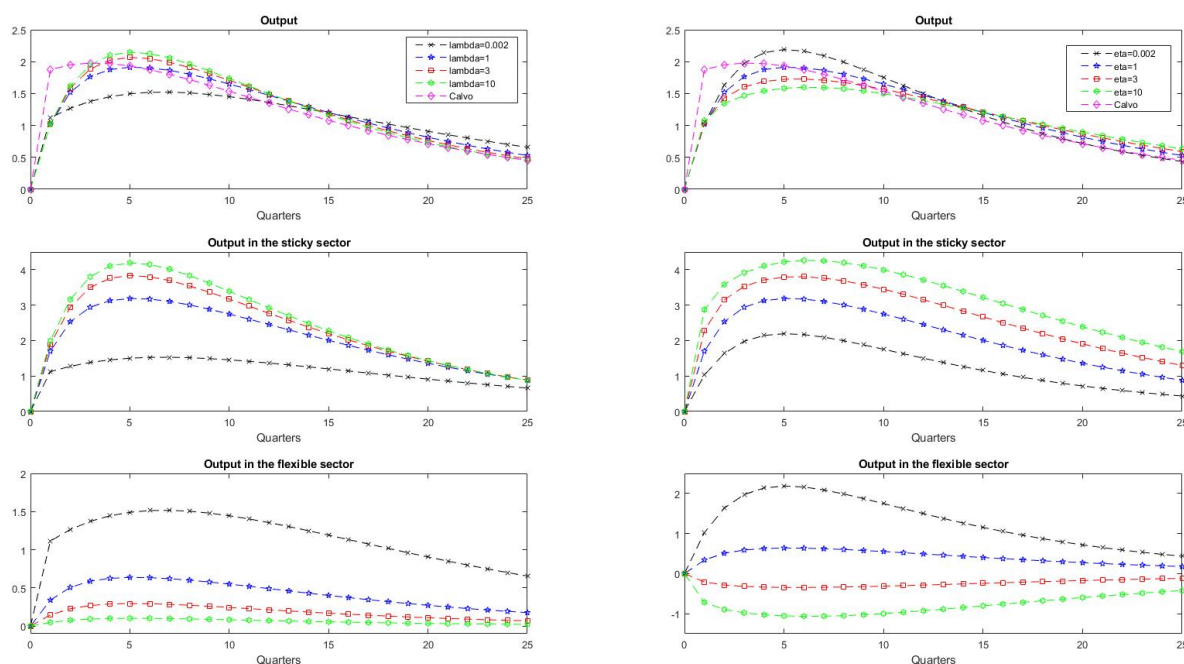 Output
2.5
2
1.5
1
0.5
0
lambda=0.002
lambda=1
lambda=3
lambda=10
Calvo
0 5 10 15 20 25
Quarters
Output
2.5
2
1.5
1
0.5
0
eta=0.002
eta=1
eta=3
eta=10
Calvo
0 5 10 15 20 25
Quarters
Output in the sticky sector
4
3
2
1
0
0 5 10 15 20 25
Quarters
Output in the sticky sector
4
3
2
1
0
0 5 10 15 20 25
Quarters
Output in the flexible sector
2
1.5
1
0.5
0
0 5 10 15 20 25
Quarters
Output in the flexible sector
2
1
0
-1
0 5 10 15 20 25
Quarters